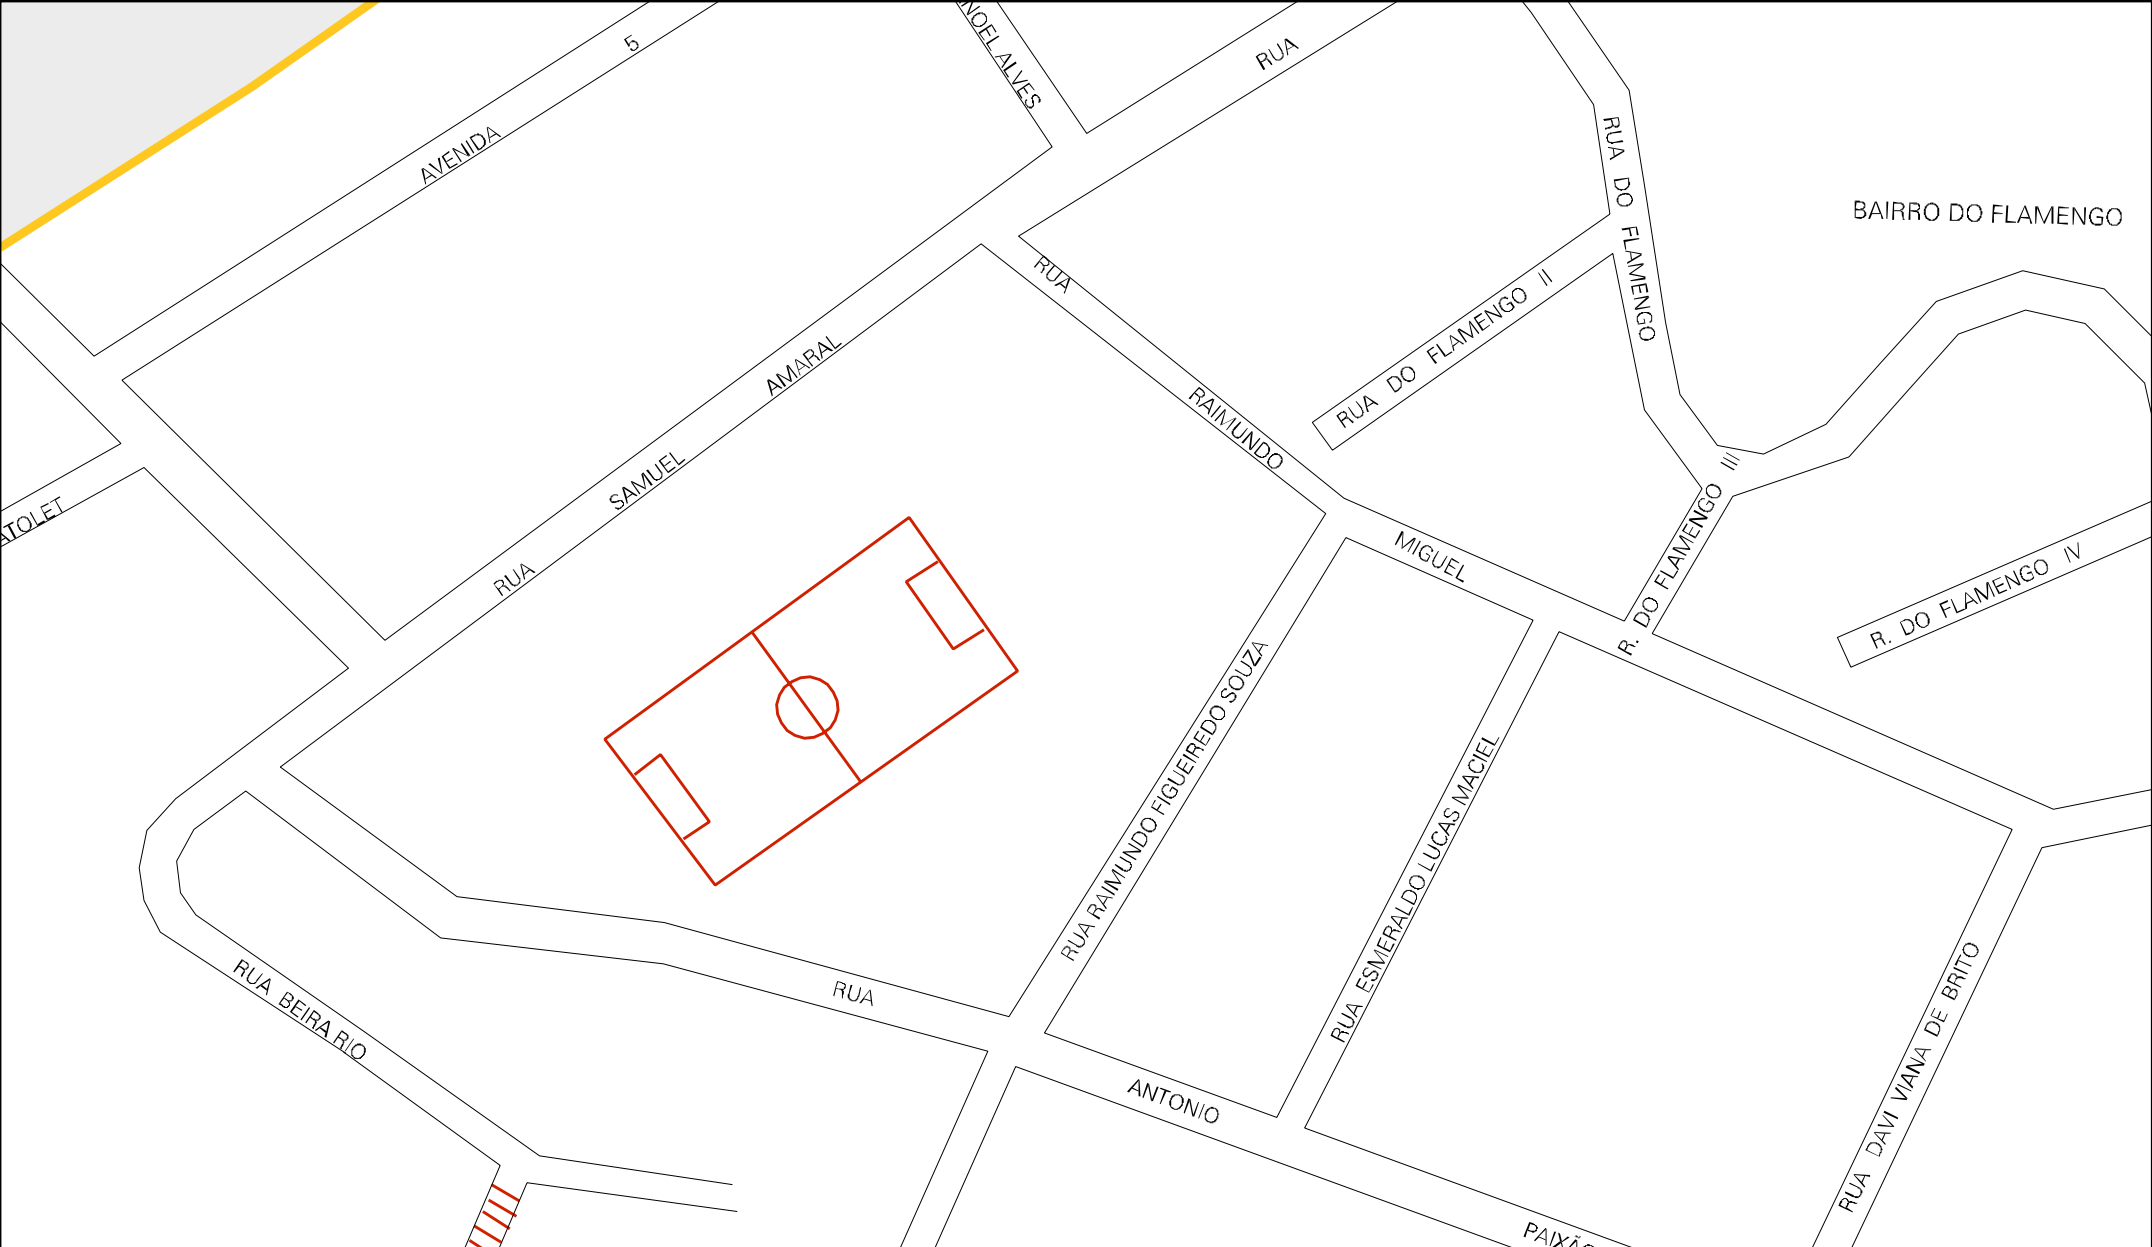 AVENIDA 5
NOEL ALVES
RUA
RUA DO FLAMENGO
BAIRRO DO FLAMENGO
RUA DO FLAMENGO II
RUA RAIMUNDO MIGUEL
RUA SAMUEL AMARAL
ATOLET
R. DO FLAMENGO III
R. DO FLAMENGO IV
RUA RAIMUNDO FIGUEIREDO SOUZA
RUA ESMERALDO LUCAS MACIEL
RUA DAVI VIANA DE BRITO
RUA BEIRA RIO
RUA ANTONIO PAIXÃO